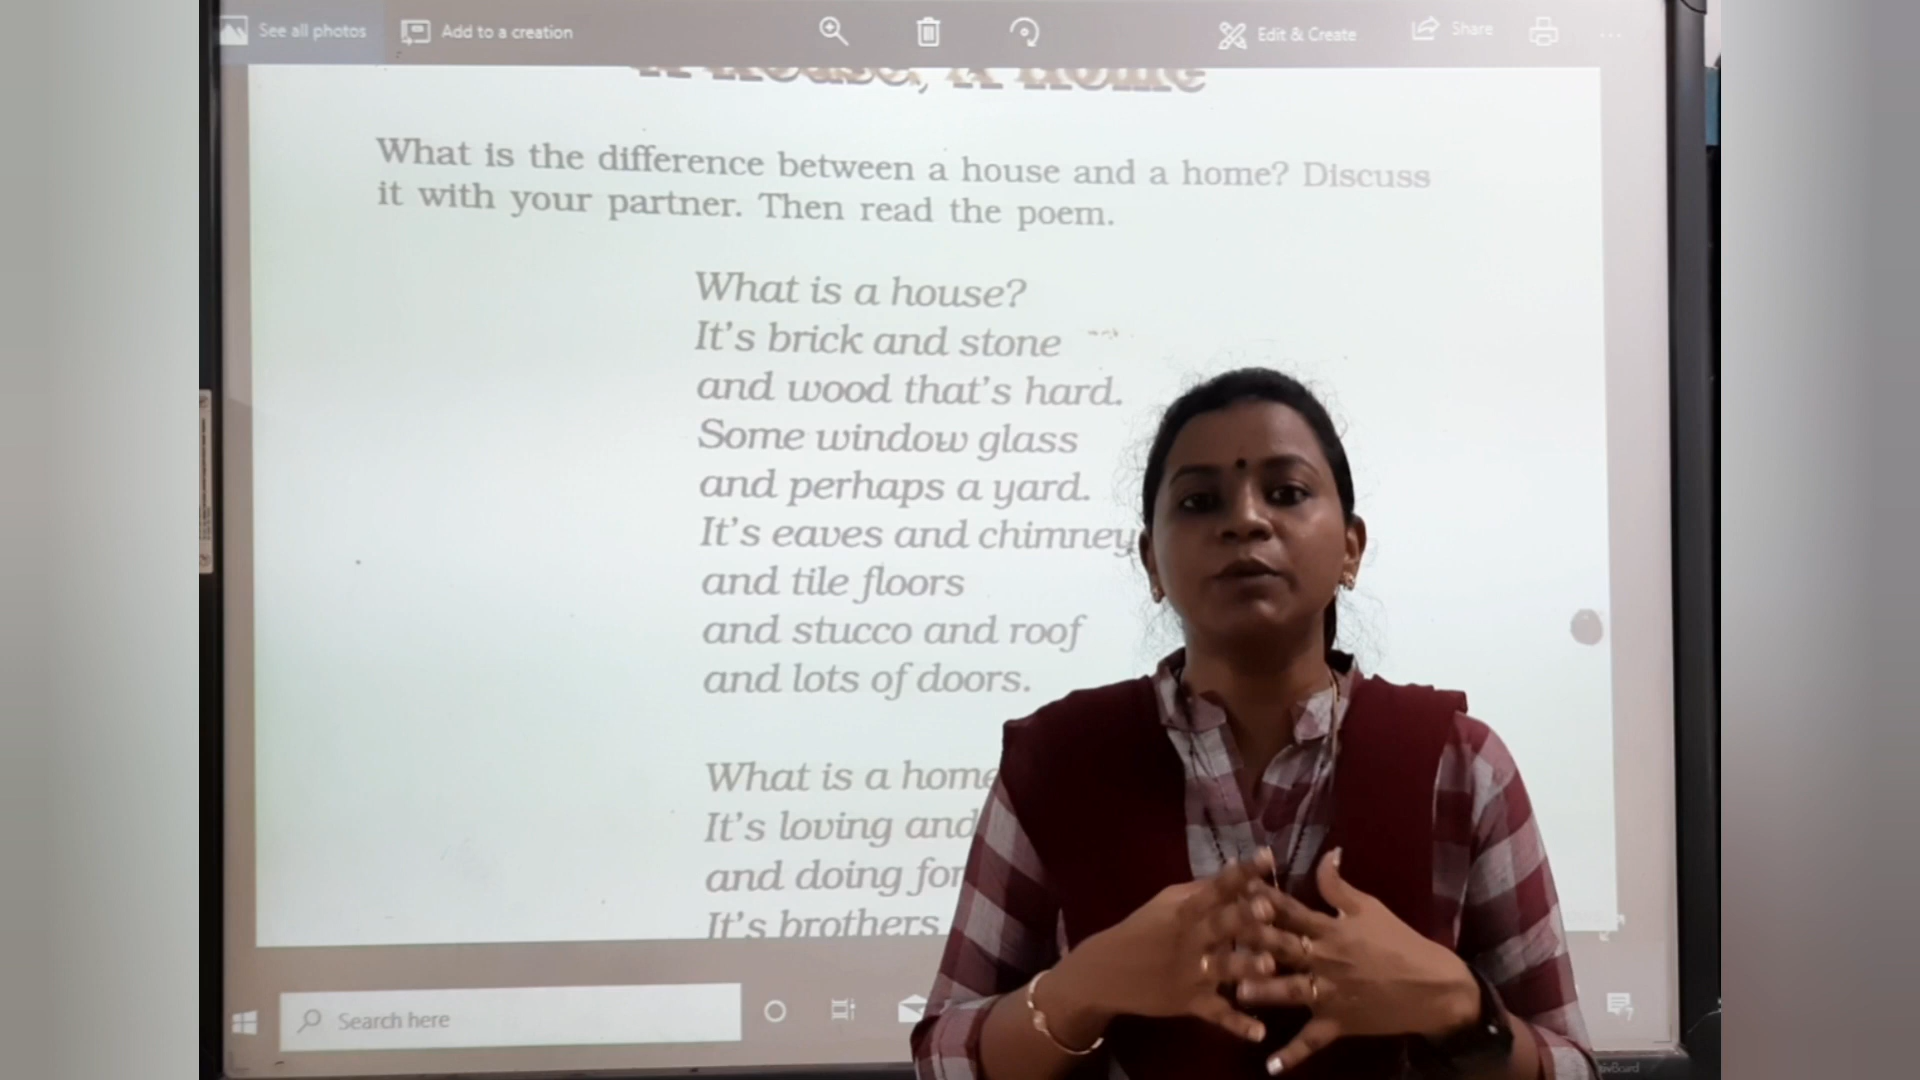 See all photos
Add to a creation
Edit & Create
Share
A House, A Home
What is the difference between a house and a home? Discuss
it with your partner. Then read the poem.
What is a house?
It's brick and stone
and wood that's hard.
Some window glass
and perhaps a yard.
It's eaves and chimney
and tile floors
and stucco and roof
and lots of doors.
What is a home
It's loving and
and doing for
It's brothers
Search here